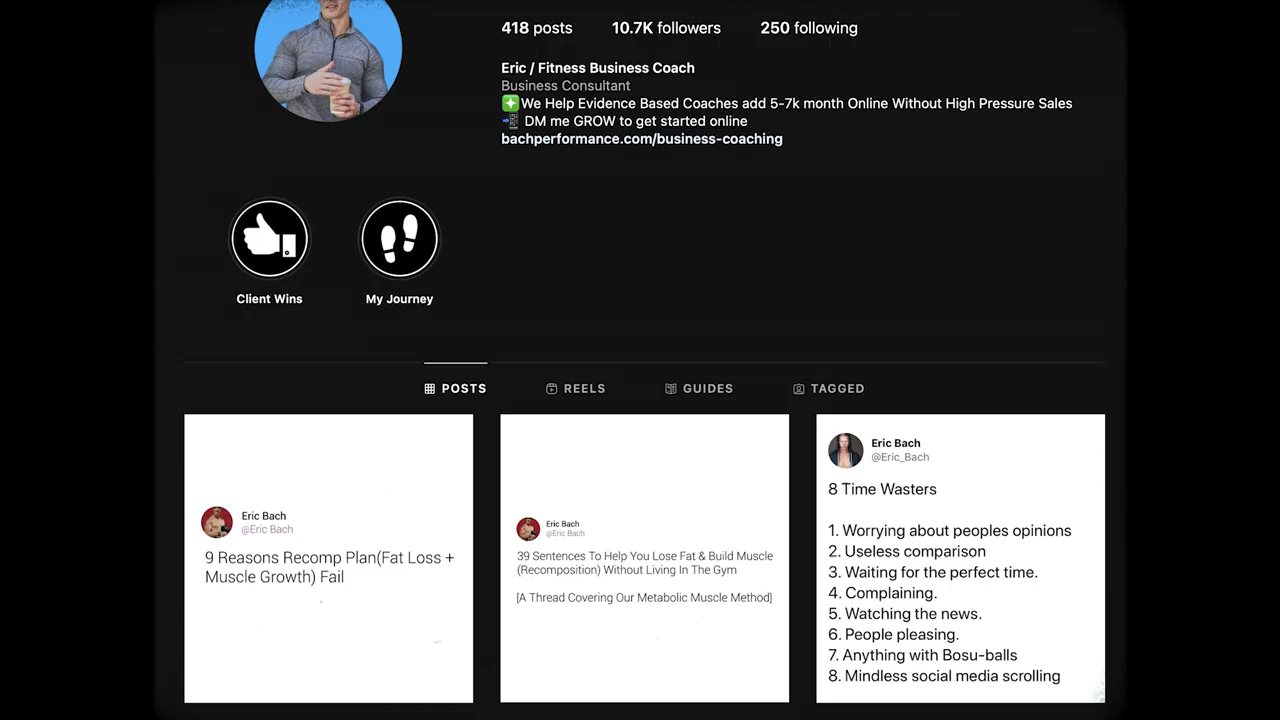 418 posts 10.7K followers 250 following
Eric / Fitness Business Coach
Business Consultant
We Help Evidence Based Coaches add 5-7k month Online Without High Pressure Sales
DM me GROW to get started online
bachperformance.com/business-coaching
Client Wins My Journey
POSTS REELS GUIDES TAGGED
Eric Bach
@Eric Bach
9 Reasons Recomp Plan(Fat Loss +
Muscle Growth) Fail
Eric Bach
@Eric Bach
39 Sentences To Help You Lose Fat & Build Muscle
(Recomposition) Without Living In The Gym
[A Thread Covering Our Metabolic Muscle Method]
Eric Bach
@Eric_Bach
8 Time Wasters
1. Worrying about peoples opinions
2. Useless comparison
3. Waiting for the perfect time.
4. Complaining.
5. Watching the news.
6. People pleasing.
7. Anything with Bosu-balls
8. Mindless social media scrolling